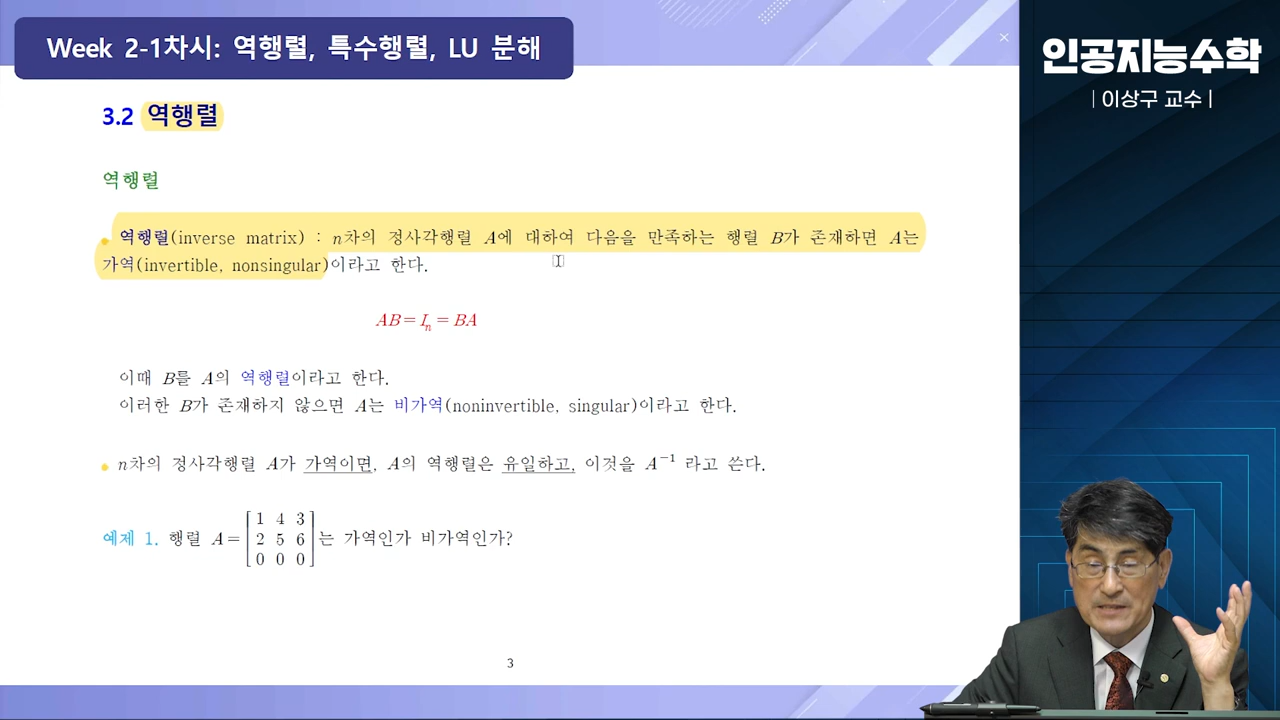 Week 2-1차시: 역행렬, 특수행렬, LU 분해
인공지능수학
| 이상구 교수 |
3.2 역행렬
역행렬
• 역행렬(inverse matrix) : n차의 정사각행렬 A에 대하여 다음을 만족하는 행렬 B가 존재하면 A는
가역(invertible, nonsingular)이라고 한다.
AB = Iₙ = BA
이때 B를 A의 역행렬이라고 한다.
이러한 B가 존재하지 않으면 A는 비가역(noninvertible, singular)이라고 한다.
• n차의 정사각행렬 A가 가역이면, A의 역행렬은 유일하고, 이것을 A⁻¹ 라고 쓴다.
예제 1. 행렬 A = [1 4 3; 2 5 6; 0 0 0] 는 가역인가 비가역인가?
3